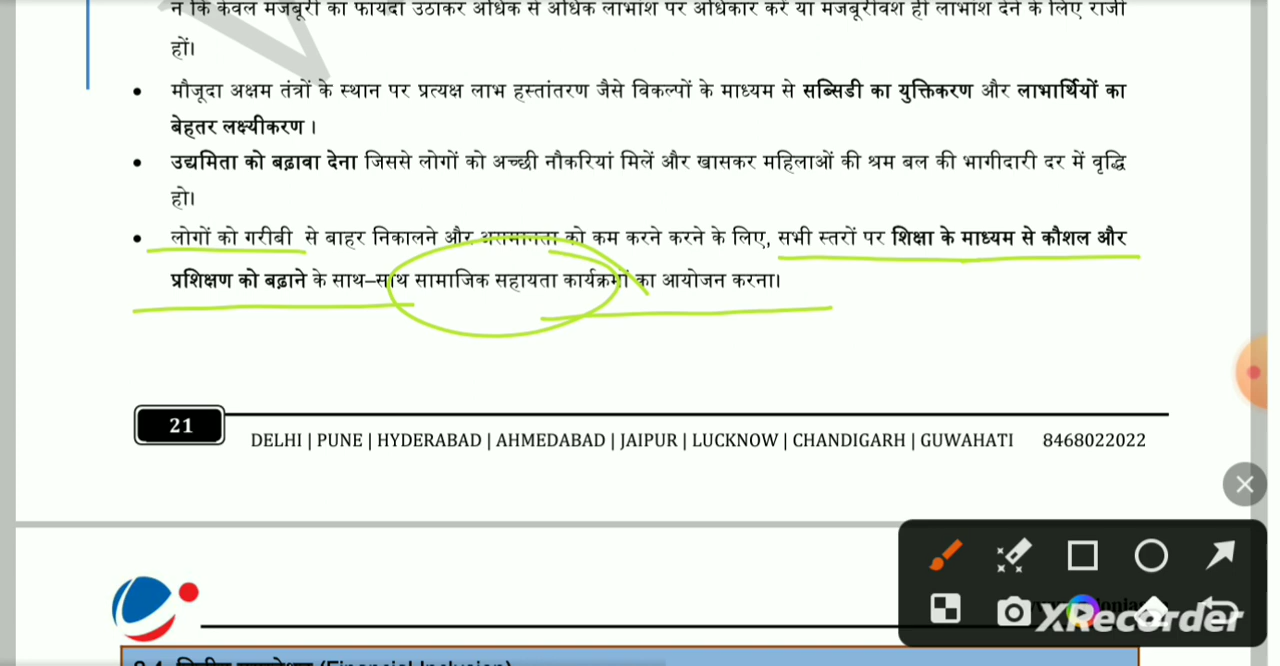 न कि केवल मजबूरी का फायदा उठाकर अधिक से अधिक लाभांश पर अधिकार करें या मजबूरीवश ही लाभांश देने के लिए राजी
हों।
• मौजूदा अक्षम तंत्रों के स्थान पर प्रत्यक्ष लाभ हस्तांतरण जैसे विकल्पों के माध्यम से सब्सिडी का युक्तिकरण और लाभार्थियों का
बेहतर लक्ष्यीकरण ।
• उद्यमिता को बढ़ावा देना जिससे लोगों को अच्छी नौकरियां मिलें और खासकर महिलाओं की श्रम बल की भागीदारी दर में वृद्धि
हो।
• लोगों को गरीबी से बाहर निकालने और असमानता को कम करने करने के लिए, सभी स्तरों पर शिक्षा के माध्यम से कौशल और
प्रशिक्षण को बढ़ाने के साथ–साथ सामाजिक सहायता कार्यक्रमों का आयोजन करना।
21
DELHI | PUNE | HYDERABAD | AHMEDABAD | JAIPUR | LUCKNOW | CHANDIGARH | GUWAHATI 8468022022
XRecorder
(Financial Inclusion)